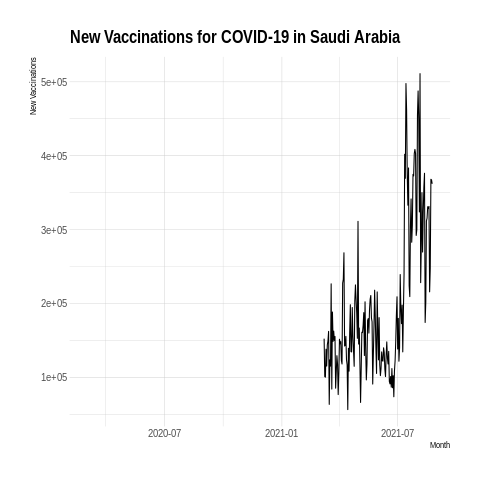 New Vaccinations for COVID-19 in Saudi Arabia
New Vaccinations
5e+05
4e+05
3e+05
2e+05
1e+05
2020-07 2021-01 2021-07
Month